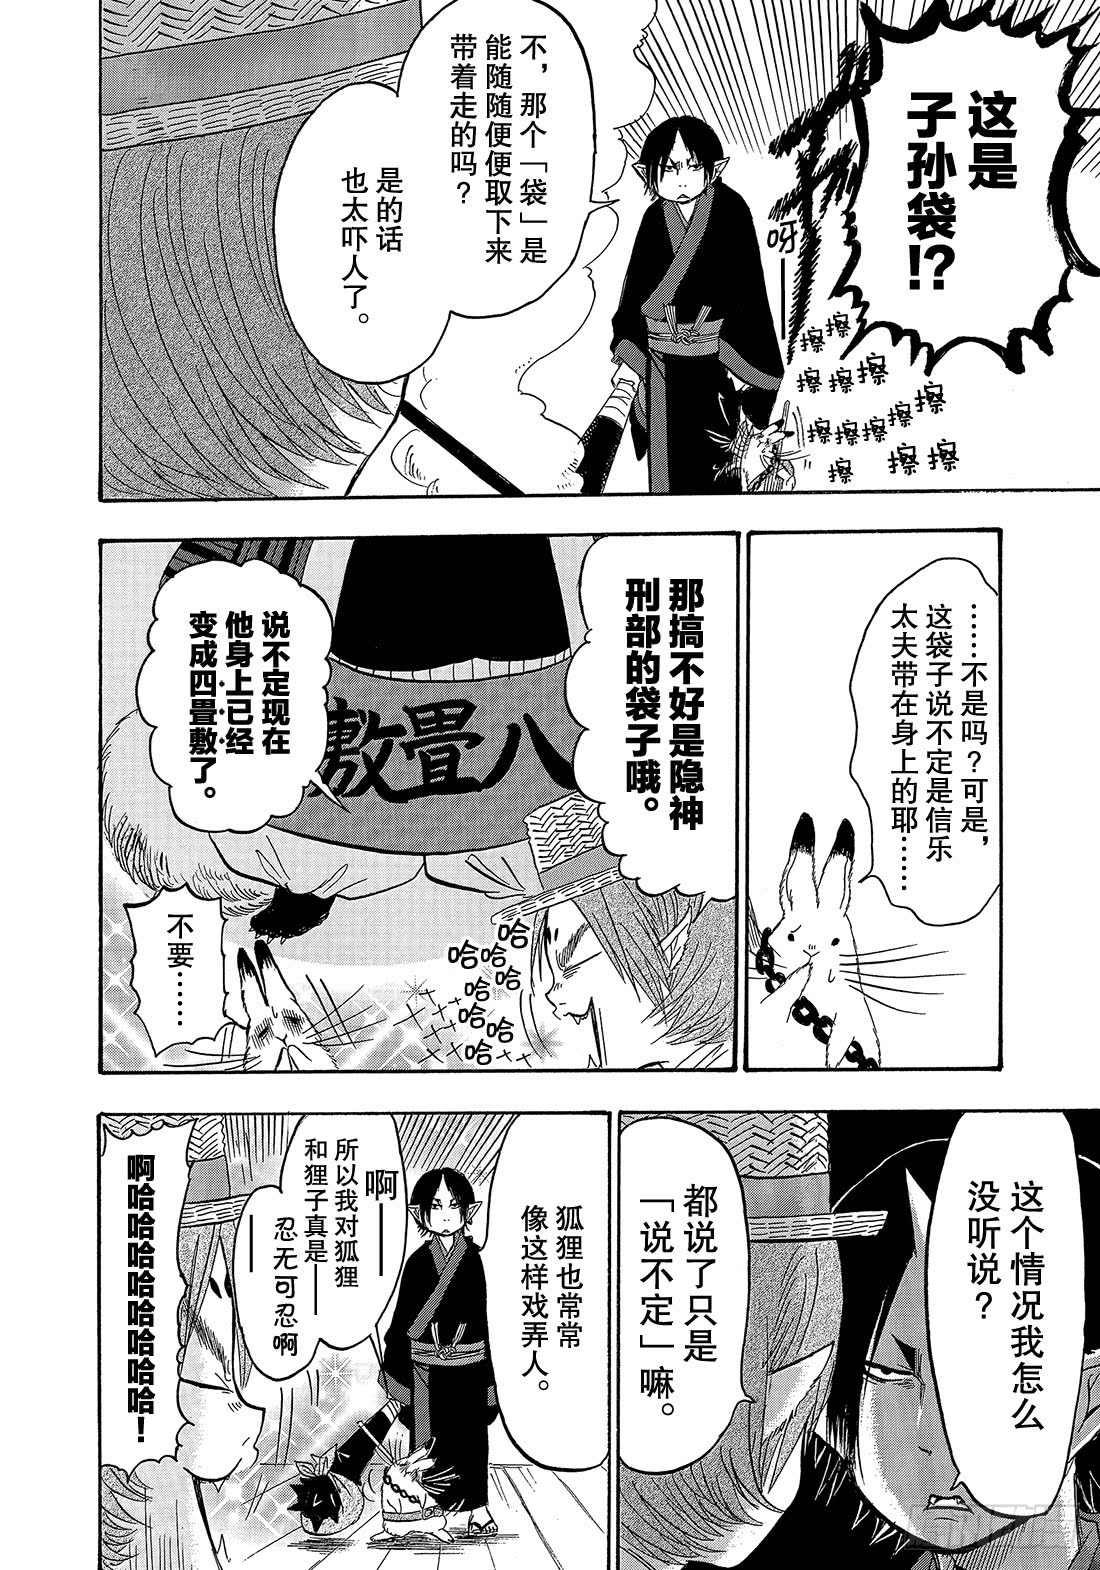 这是
子孙袋!?
呀——
擦擦
擦擦擦
擦
擦擦擦擦
擦擦
擦
不，那个「袋」是
能随随便便取下来
带着走的吗？
是的话
也太吓人了。
……不是吗？可是，
这袋子说不定是信乐
太夫带在身上的耶……
那搞不好是隐神
刑部的袋子哦。
八畳敷
说不定现在
他身上已经
变成四畳敷了。
哈
哈哈
哈哈
哈
哈哈
哈
不要……
这个情况我怎么
没听说？
都说了只是
「说不定」嘛。
狐狸也常常
像这样戏弄人。
啊——
所以我对狐狸
和狸子真是——
忍无可忍啊
啊哈哈哈哈哈哈哈哈！